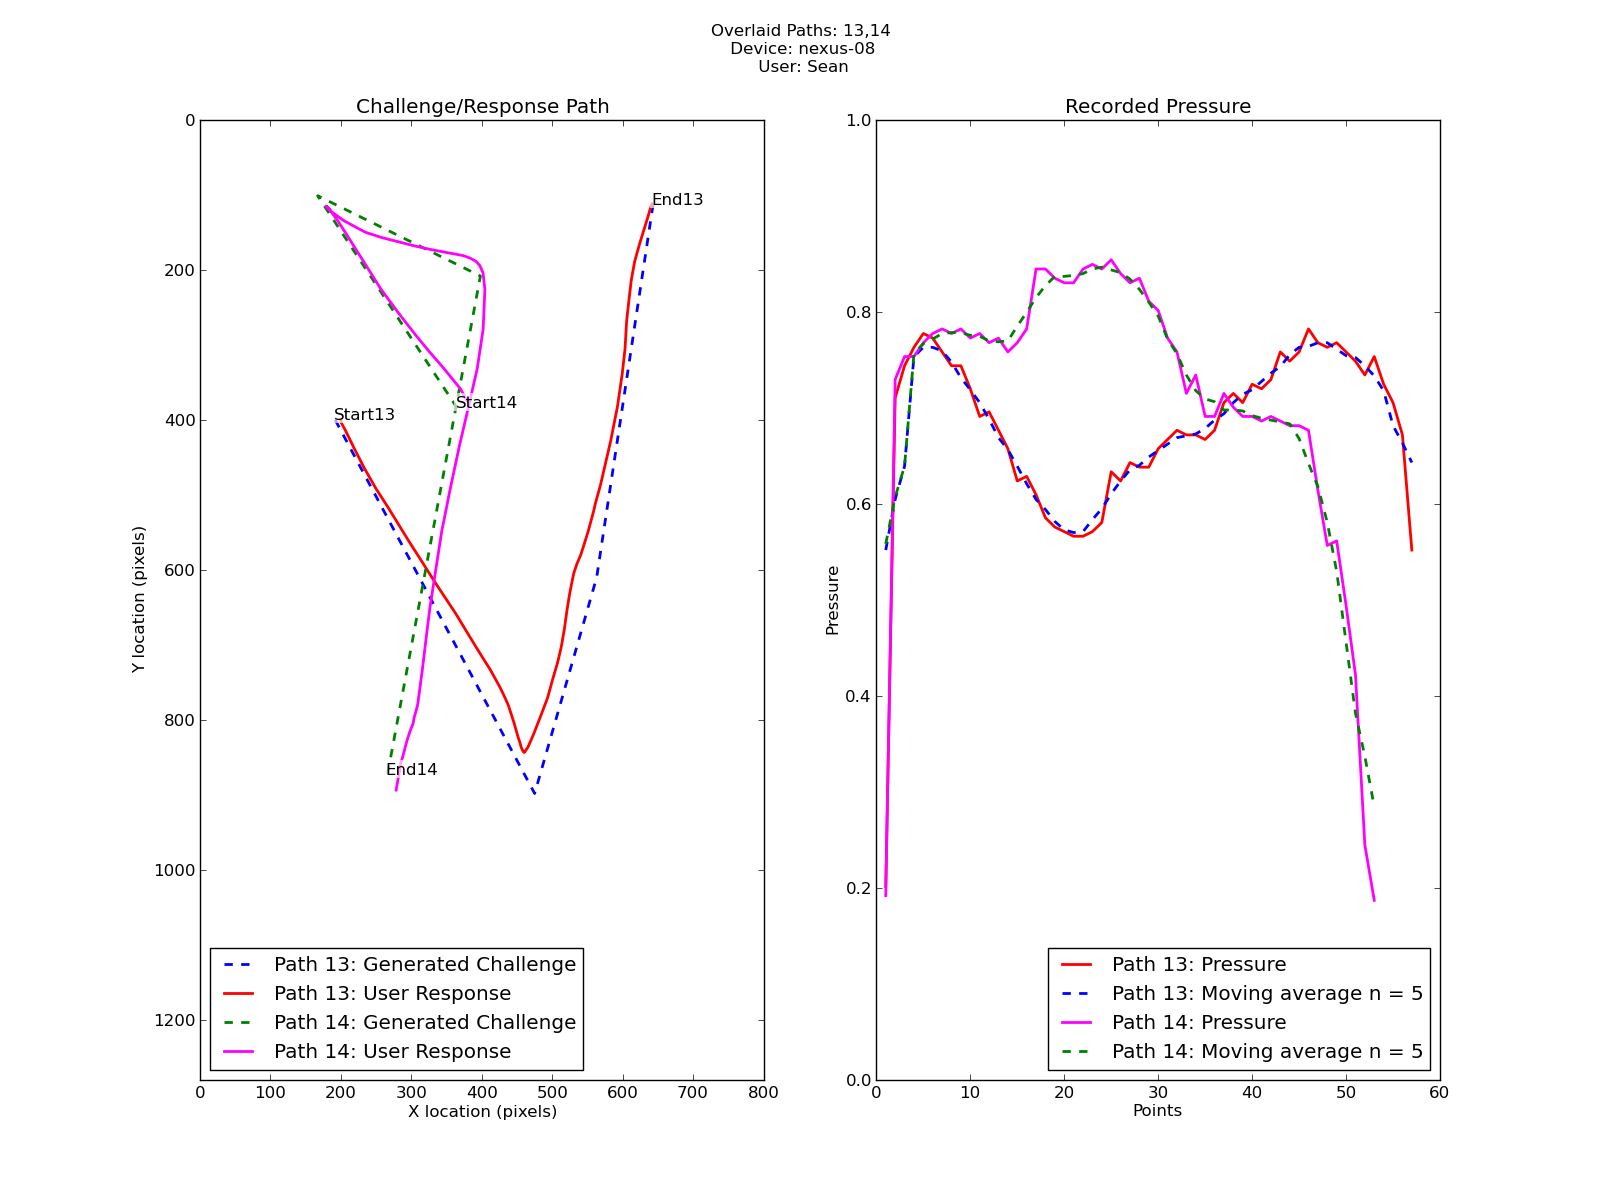 Overlaid Paths: 13,14
Device: nexus-08
User: Sean
Challenge/Response Path
0
200
400
600
800
1000
1200
Y location (pixels)
End13
Start14
Start13
End14
Path 13: Generated Challenge
Path 13: User Response
Path 14: Generated Challenge
Path 14: User Response
0 100 200 300 400 500 600 700 800
X location (pixels)
Recorded Pressure
1.0
0.8
0.6
0.4
0.2
0.0
Pressure
Path 13: Pressure
Path 13: Moving average n = 5
Path 14: Pressure
Path 14: Moving average n = 5
0 10 20 30 40 50 60
Points